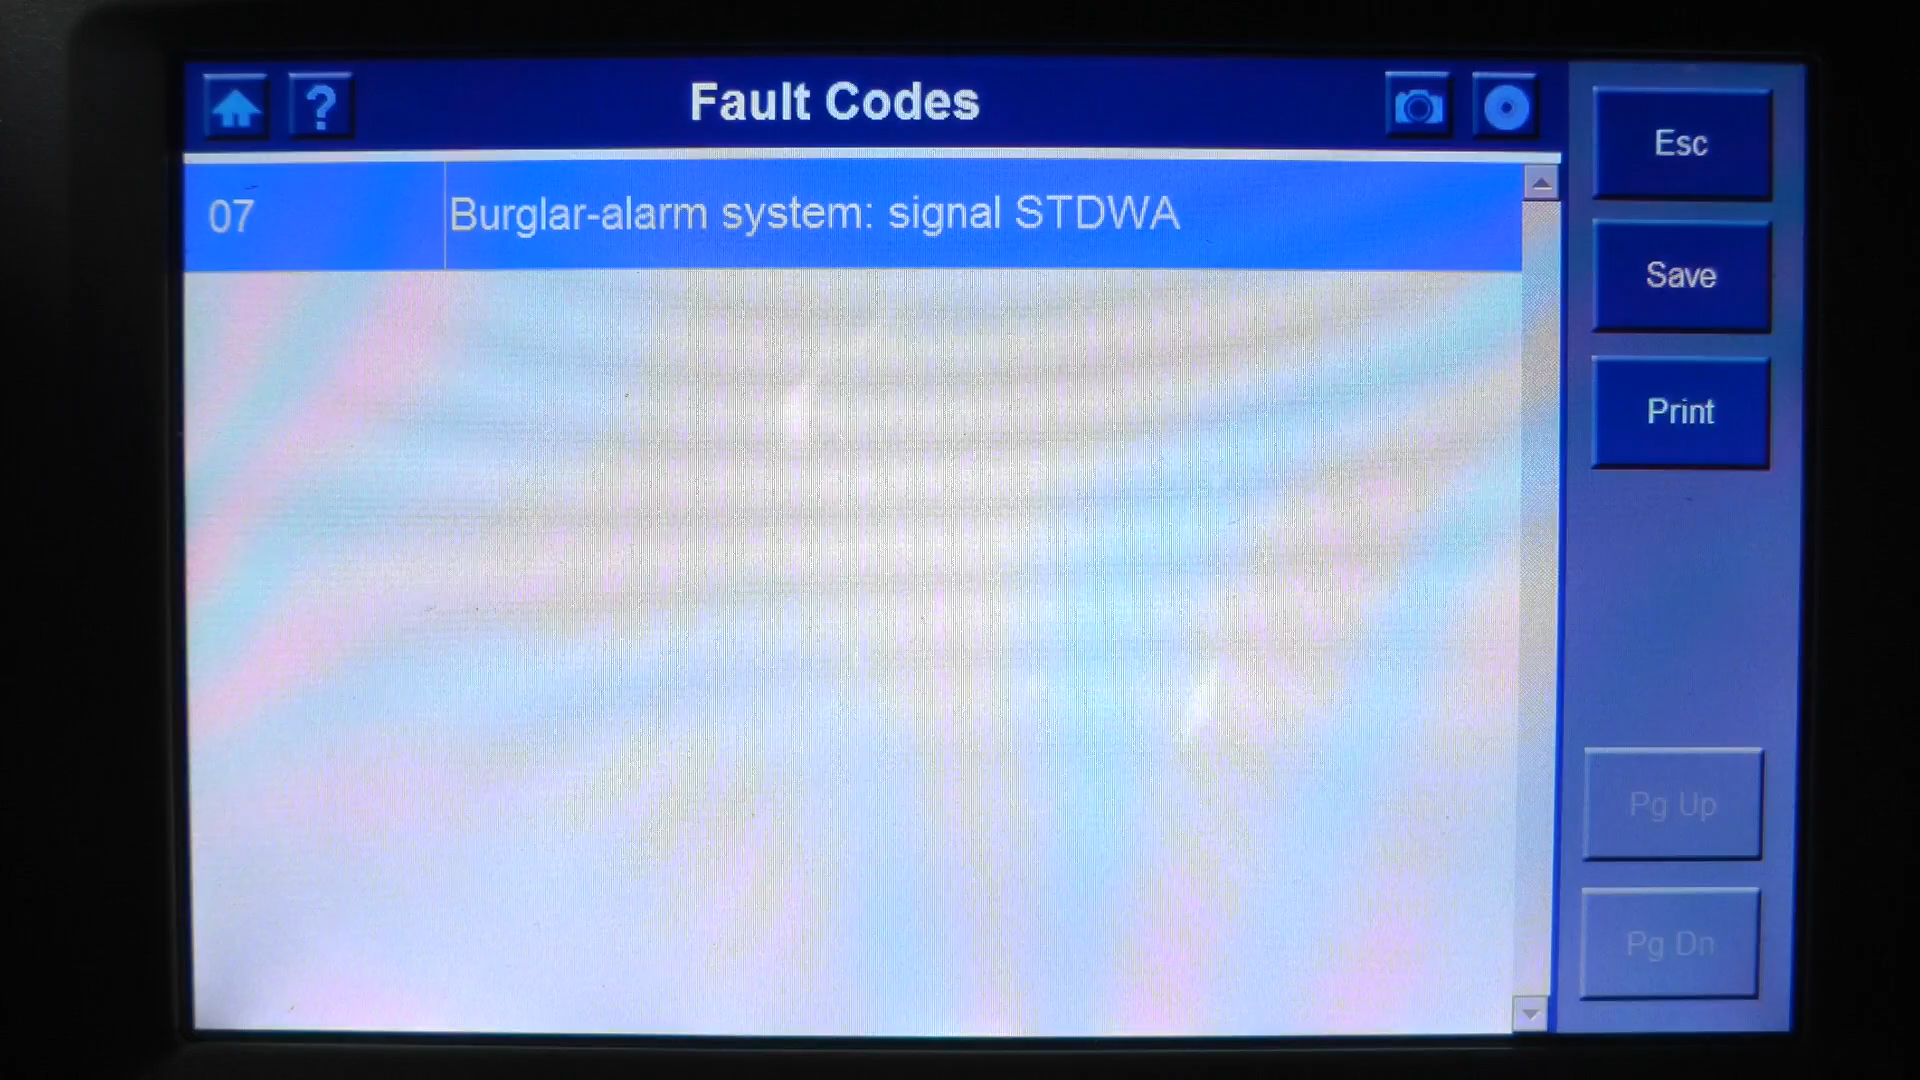 Fault Codes
07 Burglar-alarm system: signal STDWA
Esc
Save
Print
Pg Up
Pg Dn